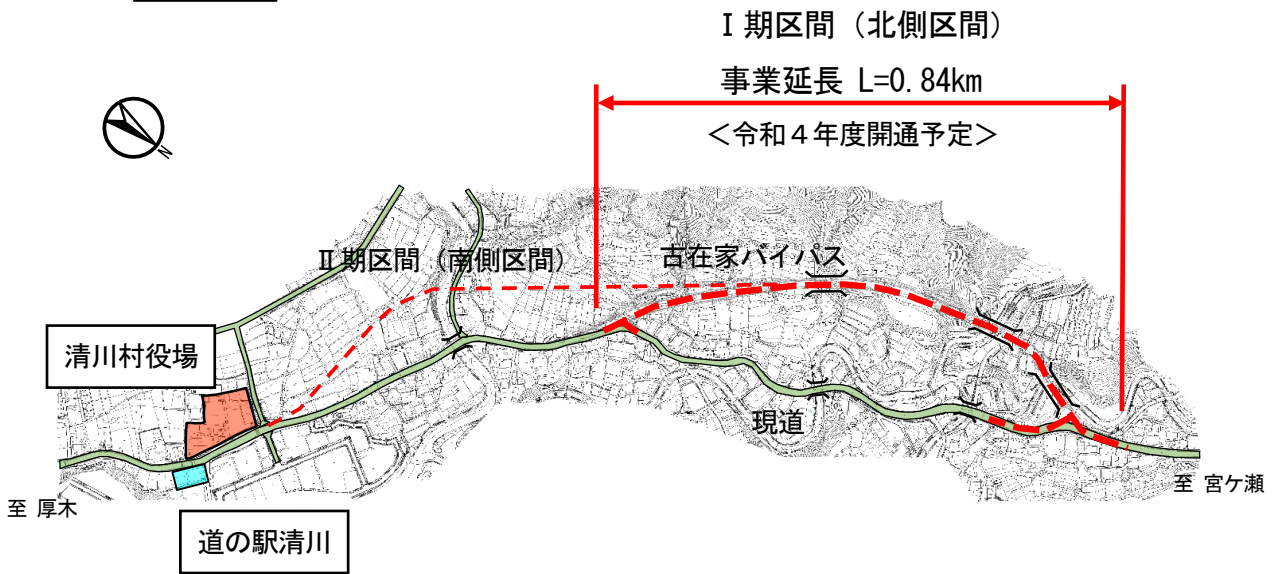 Ⅰ期区間（北側区間）
事業延長 L=0.84km
＜令和４年度開通予定＞
N
Ⅱ期区間（南側区間）
古在家バイパス
清川村役場
現道
至 厚木
至 宮ケ瀬
道の駅清川